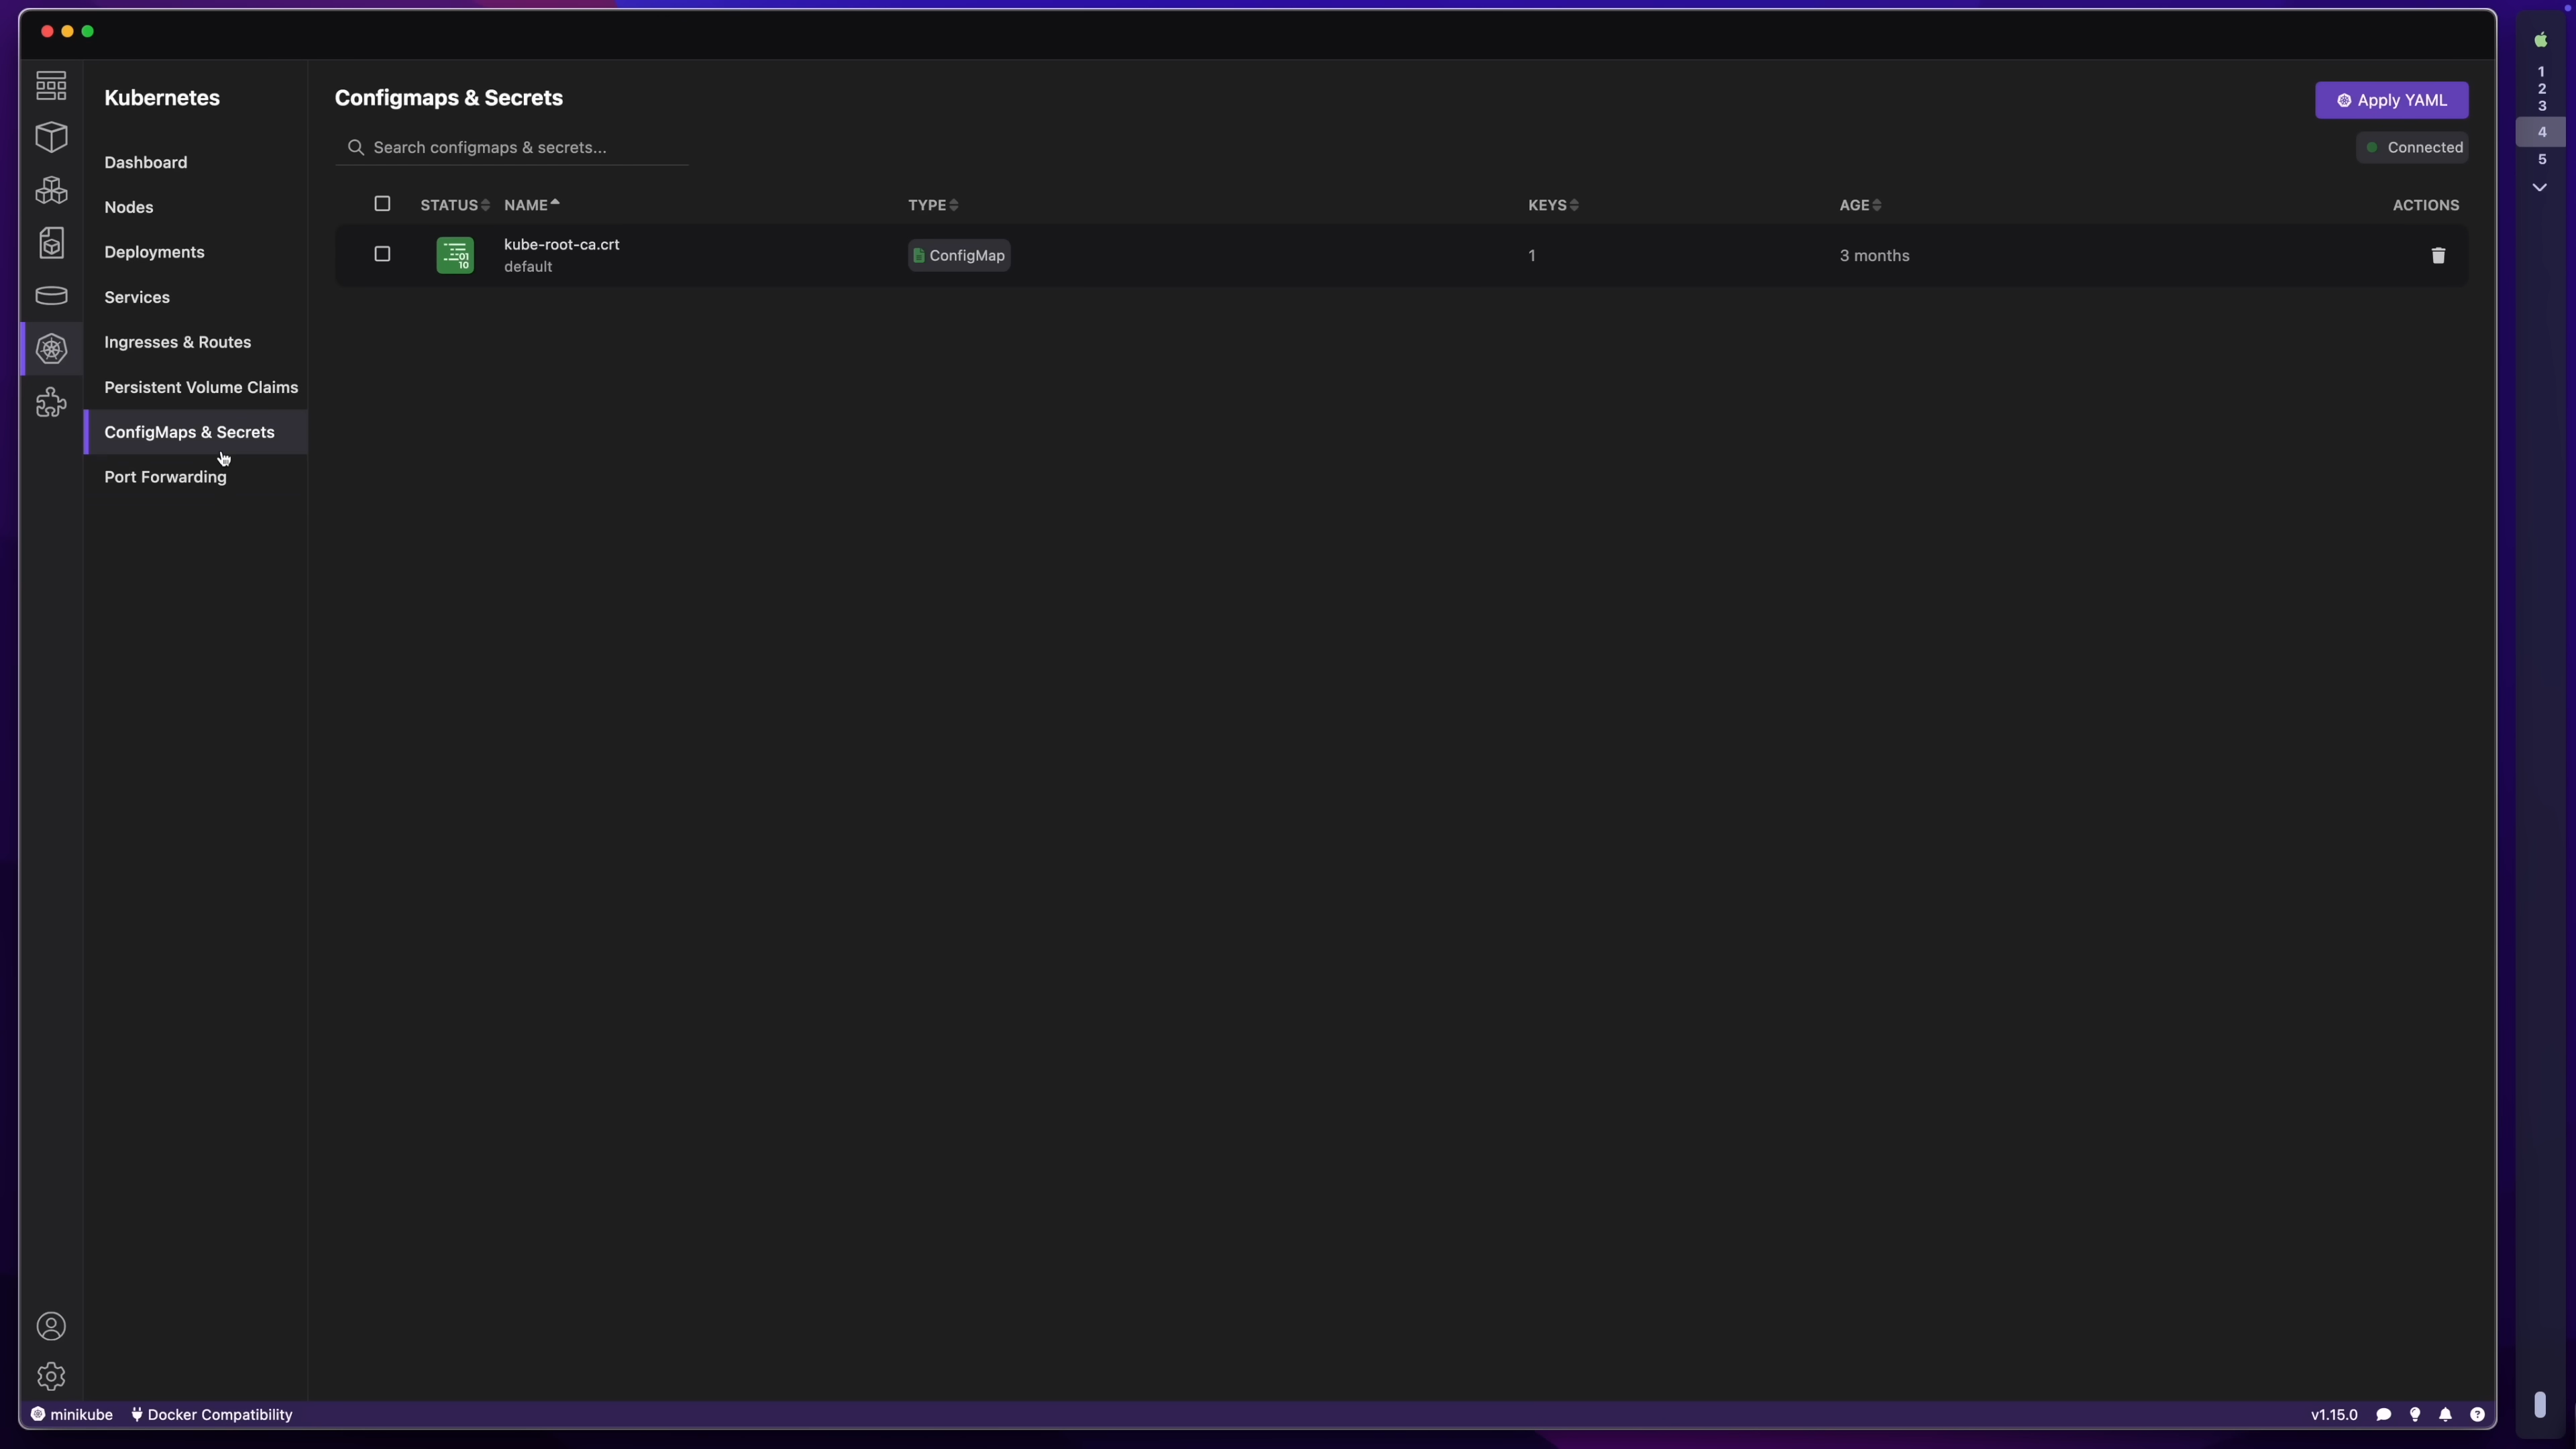 Kubernetes
Dashboard
Nodes
Deployments
Services
Ingresses & Routes
Persistent Volume Claims
ConfigMaps & Secrets
Port Forwarding
Configmaps & Secrets
Apply YAML
Search configmaps & secrets...
Connected
STATUS NAME TYPE KEYS AGE ACTIONS
kube-root-ca.crt
default
ConfigMap
1
3 months
01
10
minikube
Docker Compatibility
v1.15.0
1
2
3
4
5